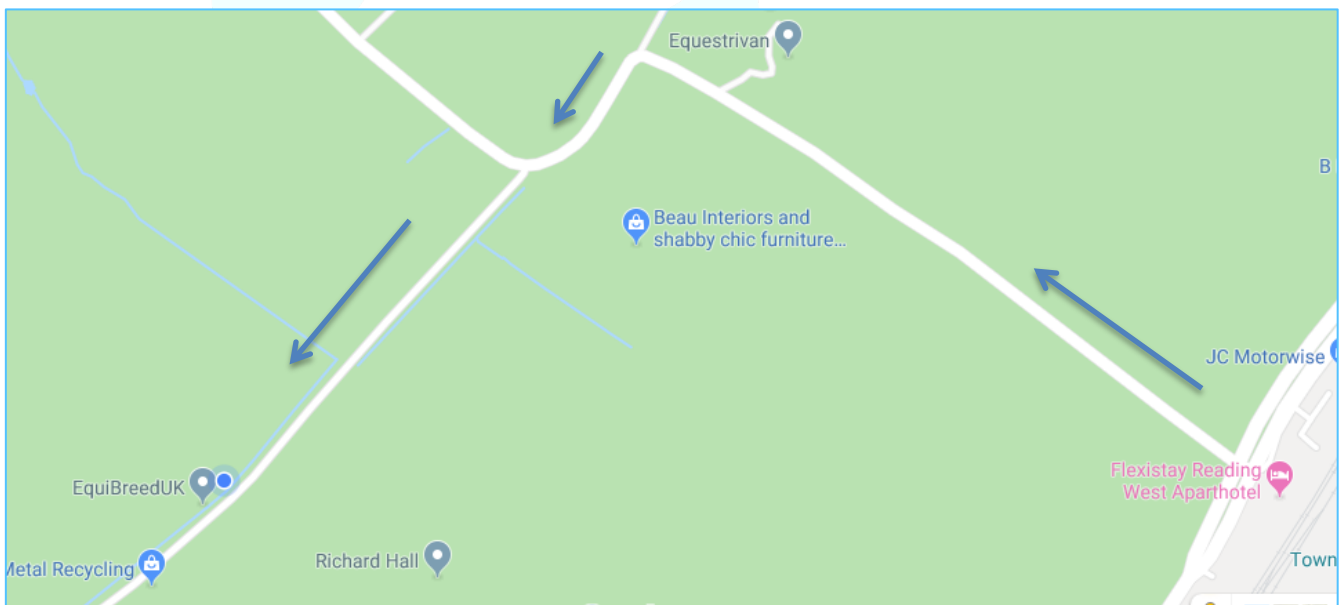 Equestrivan
B
Beau Interiors and
shabby chic furniture...
JC Motorwise
Flexistay Reading
West Aparthotel
EquiBreedUK
Richard Hall
Metal Recycling
Town